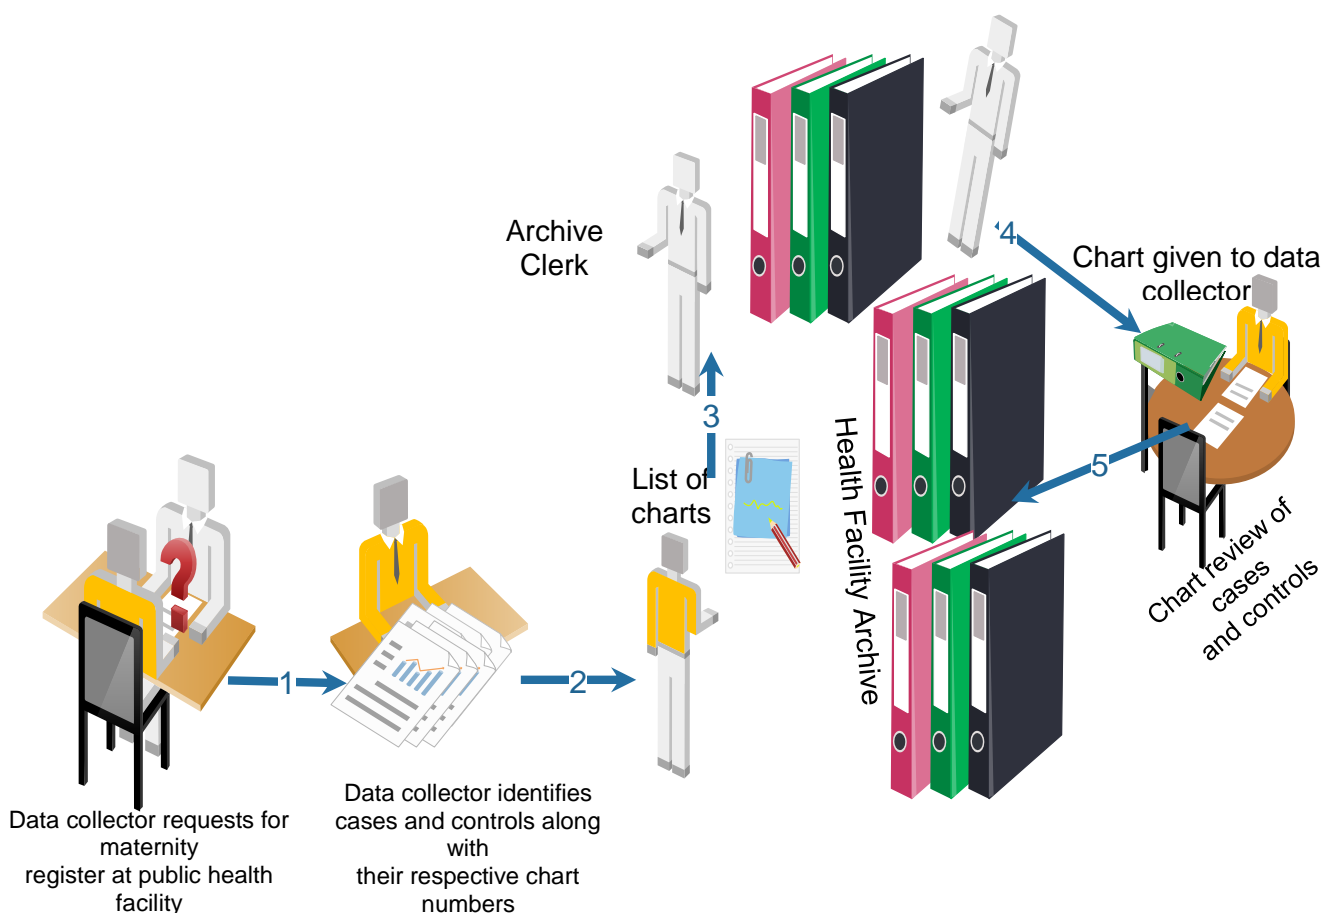 Data collector requests for
maternity
register at public health
facility
1
Data collector identifies
cases and controls along
with
their respective chart
numbers
2
List of
charts
3
Archive
Clerk
Health Facility Archive
4
Chart given to data
collector
5
Chart review of
cases
and controls